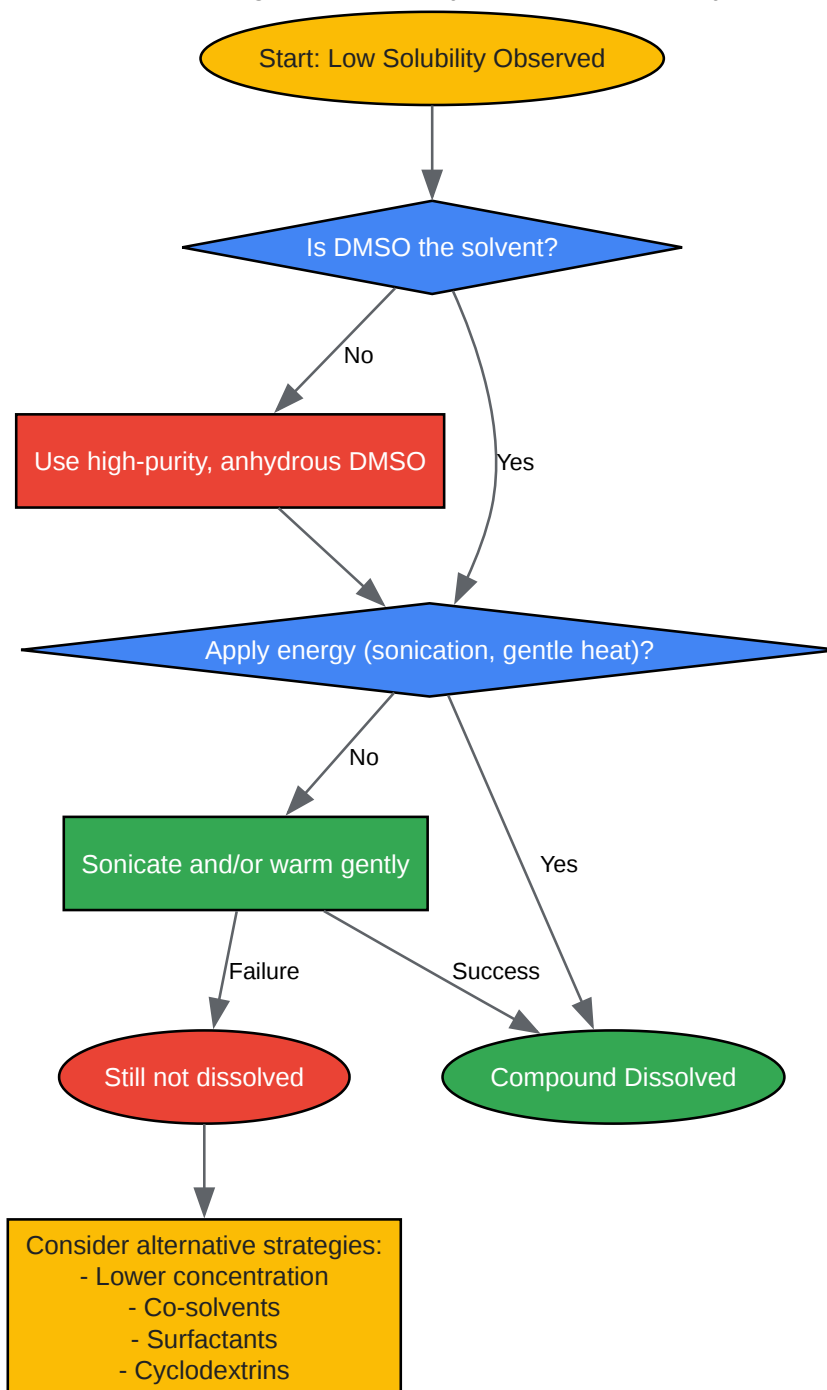 Start: Low Solubility Observed
Is DMSO the solvent?
No
Use high-purity, anhydrous DMSO
Yes
Apply energy (sonication, gentle heat)?
No
Sonicate and/or warm gently
Yes
Failure
Success
Still not dissolved
Compound Dissolved
Consider alternative strategies:
- Lower concentration
- Co-solvents
- Surfactants
- Cyclodextrins